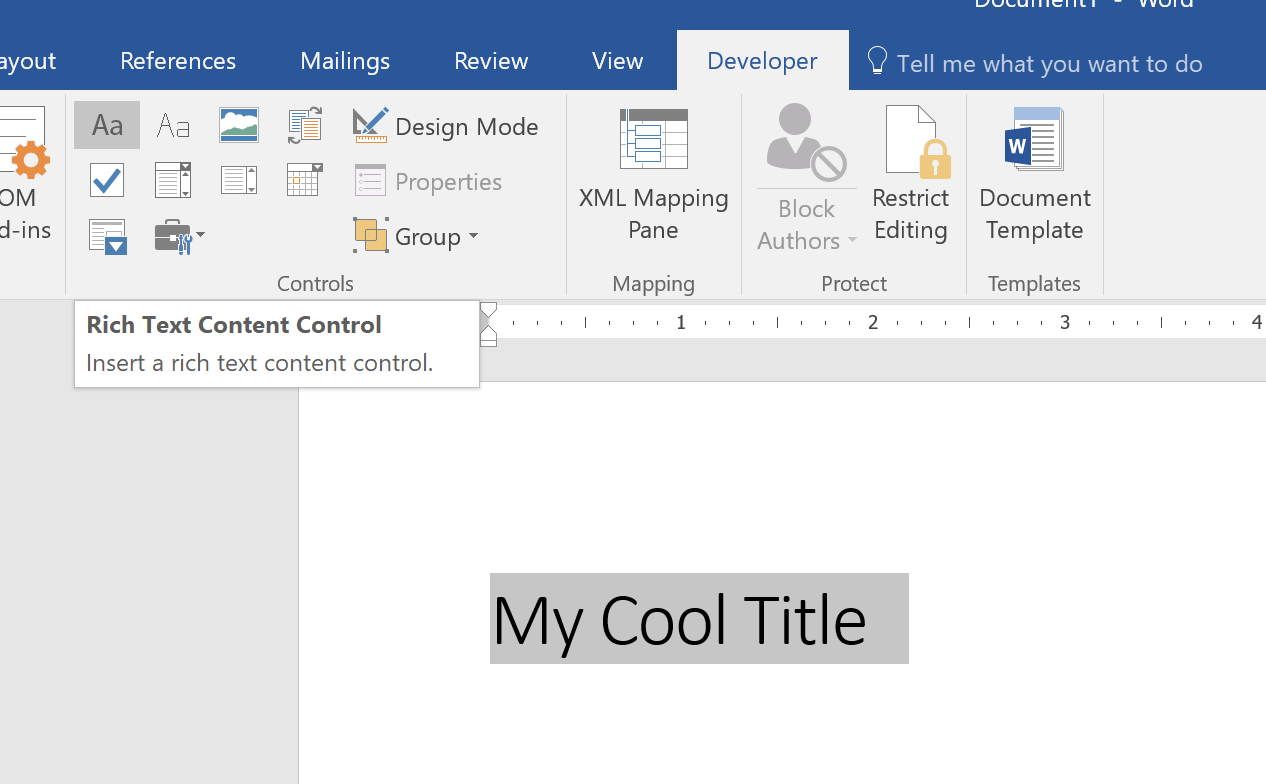 Document1 - Word
ayout References Mailings Review View Developer Tell me what you want to do
Aa Aa Design Mode
Properties
Group
OM
d-ins
Controls
XML Mapping
Pane
Mapping
Block
Authors
Restrict
Editing
Protect
W
Document
Template
Templates
Rich Text Content Control
Insert a rich text content control.
1 2 3 4
My Cool Title